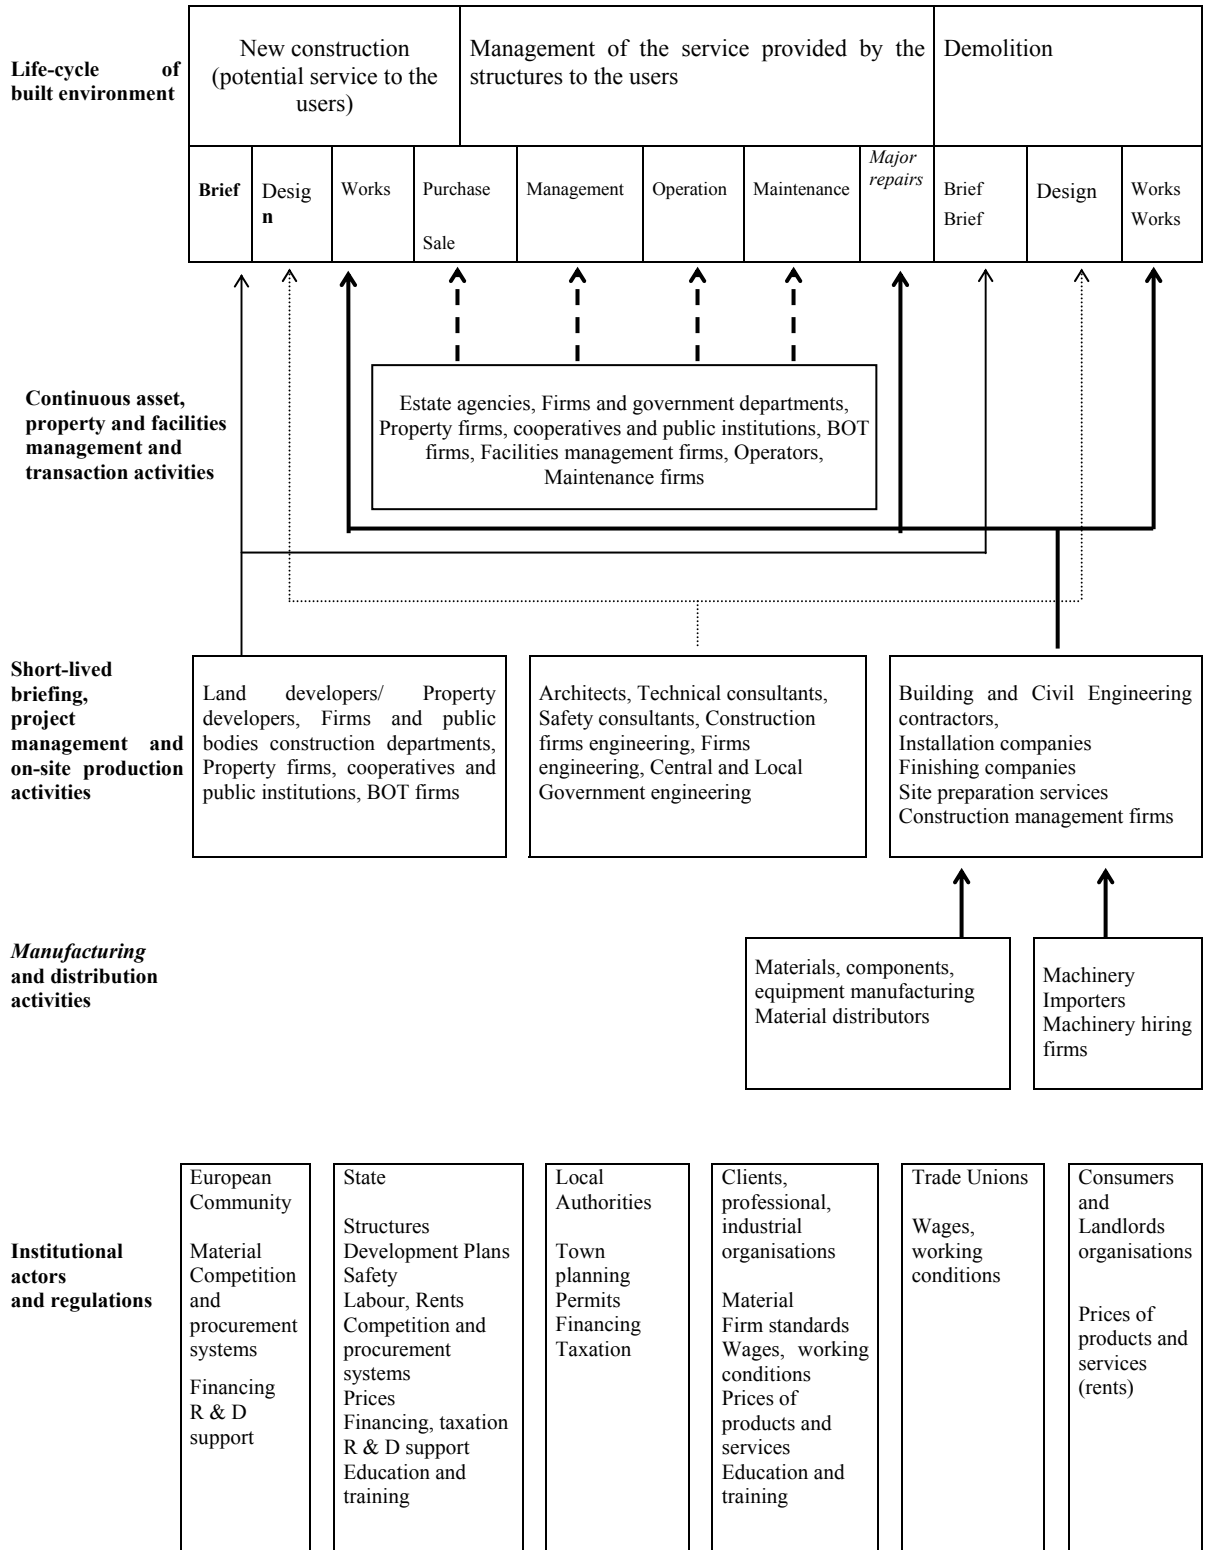 Life-cycle of
built environment
New construction
(potential service to the
users)
Management of the service provided by the
structures to the users
Demolition
Brief
Desig
n
Works
Purchase
Sale
Management
Operation
Maintenance
Major
repairs
Brief
Brief
Design
Works
Works
Continuous asset,
property and facilities
management and
transaction activities
Estate agencies, Firms and government departments,
Property firms, cooperatives and public institutions, BOT
firms, Facilities management firms, Operators,
Maintenance firms
Short-lived
briefing,
project
management and
on-site production
activities
Land developers/ Property
developers, Firms and public
bodies construction departments,
Property firms, cooperatives and
public institutions, BOT firms
Architects, Technical consultants,
Safety consultants, Construction
firms engineering, Firms
engineering, Central and Local
Government engineering
Building and Civil Engineering
contractors,
Installation companies
Finishing companies
Site preparation services
Construction management firms
Manufacturing
and distribution
activities
Materials, components,
equipment manufacturing
Material distributors
Machinery
Importers
Machinery hiring
firms
Institutional
actors
and regulations
European
Community
Material
Competition
and
procurement
systems
Financing
R & D
support
State
Structures
Development Plans
Safety
Labour, Rents
Competition and
procurement
systems
Prices
Financing, taxation
R & D support
Education and
training
Local
Authorities
Town
planning
Permits
Financing
Taxation
Clients,
professional,
industrial
organisations
Material
Firm standards
Wages, working
conditions
Prices of
products and
services
Education and
training
Trade Unions
Wages,
working
conditions
Consumers
and
Landlords
organisations
Prices of
products and
services
(rents)